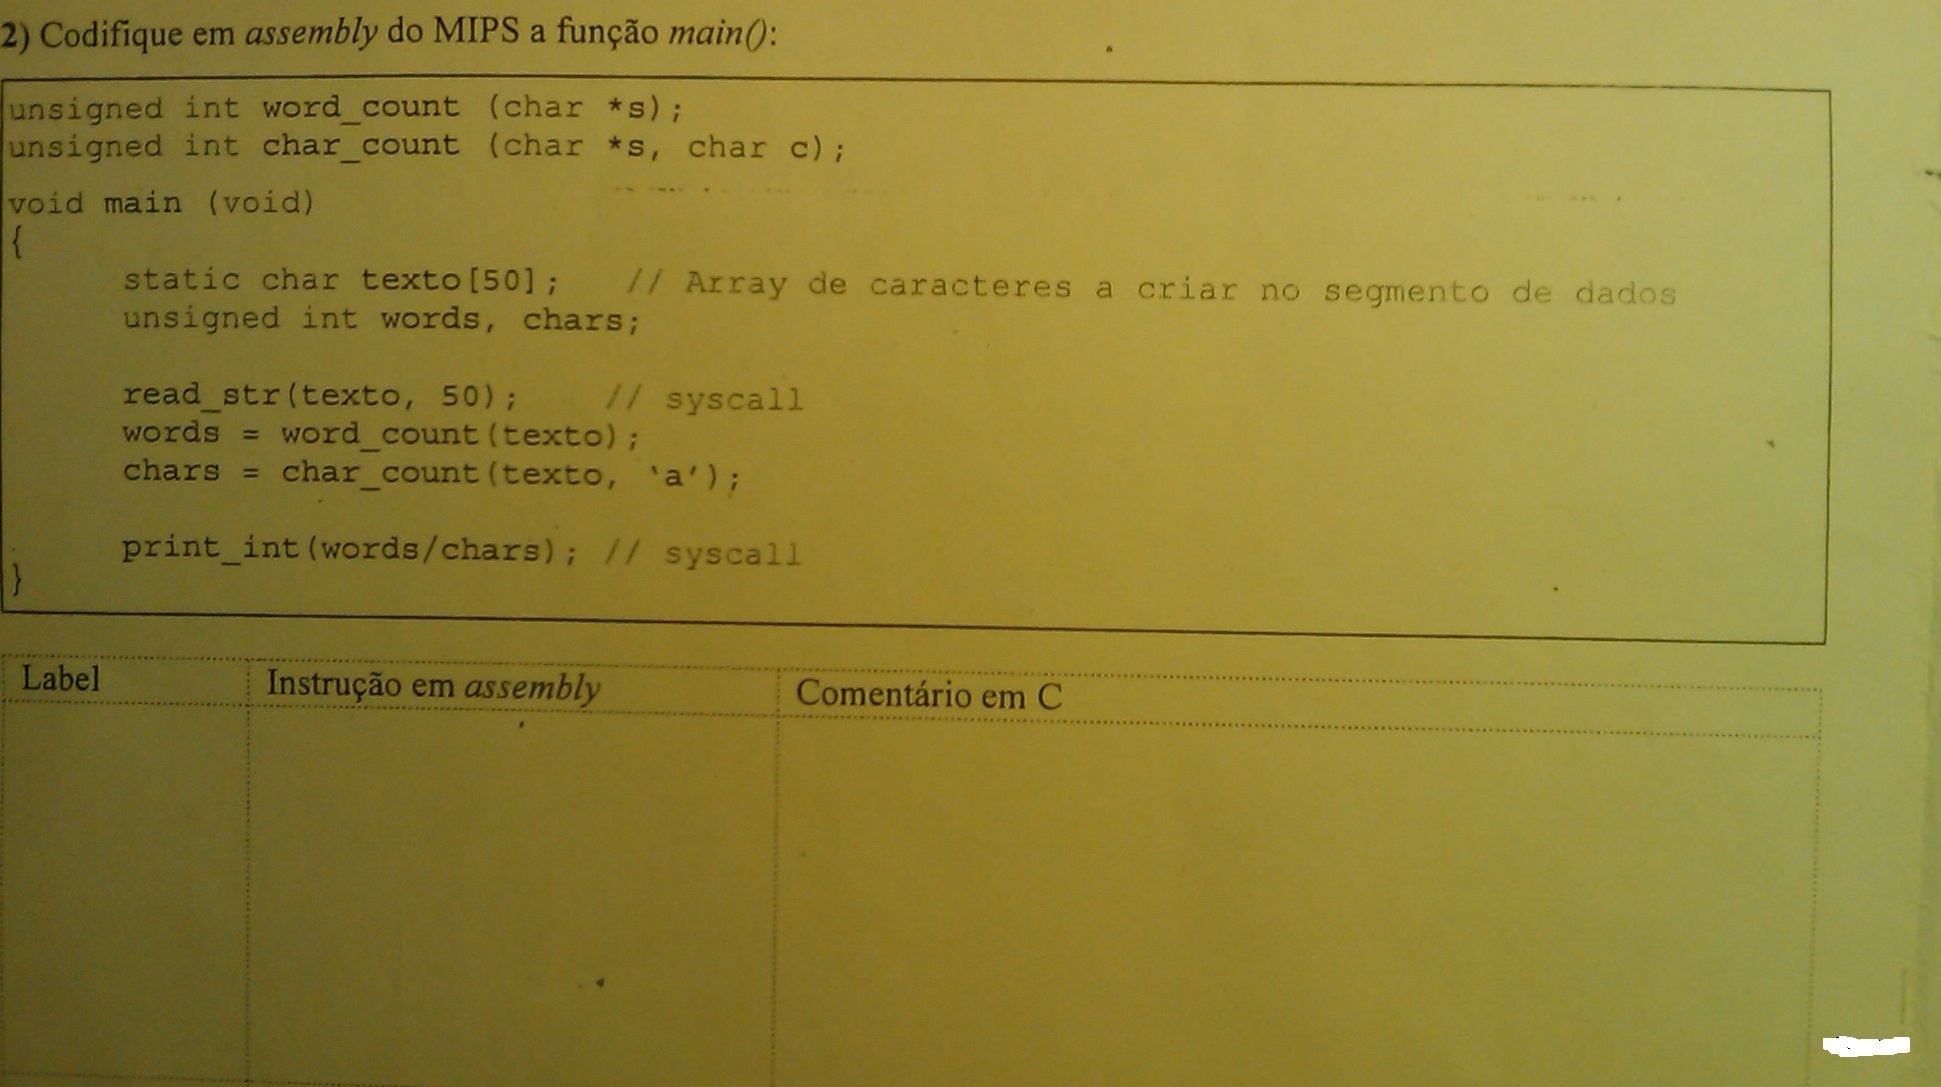 2) Codifique em assembly do MIPS a função main():
unsigned int word_count (char *s);
unsigned int char_count (char *s, char c);
void main (void)
{
static char texto[50]; // Array de caracteres a criar no segmento de dados
unsigned int words, chars;
read_str(texto, 50); // syscall
words = word_count(texto);
chars = char_count(texto, ‘a’);
print_int(words/chars); // syscall
}
Label Instrução em assembly Comentário em C